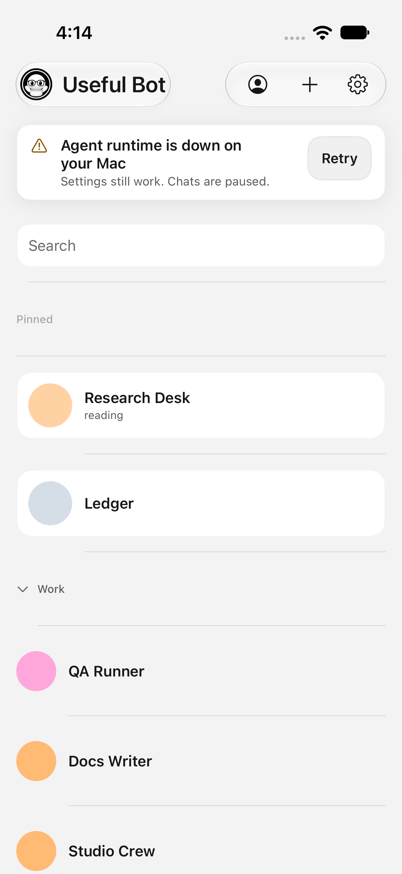 4:14
Useful Bot
Agent runtime is down on
your Mac
Settings still work. Chats are paused.
Retry
Search
Pinned
Research Desk
reading
Ledger
Work
QA Runner
Docs Writer
Studio Crew